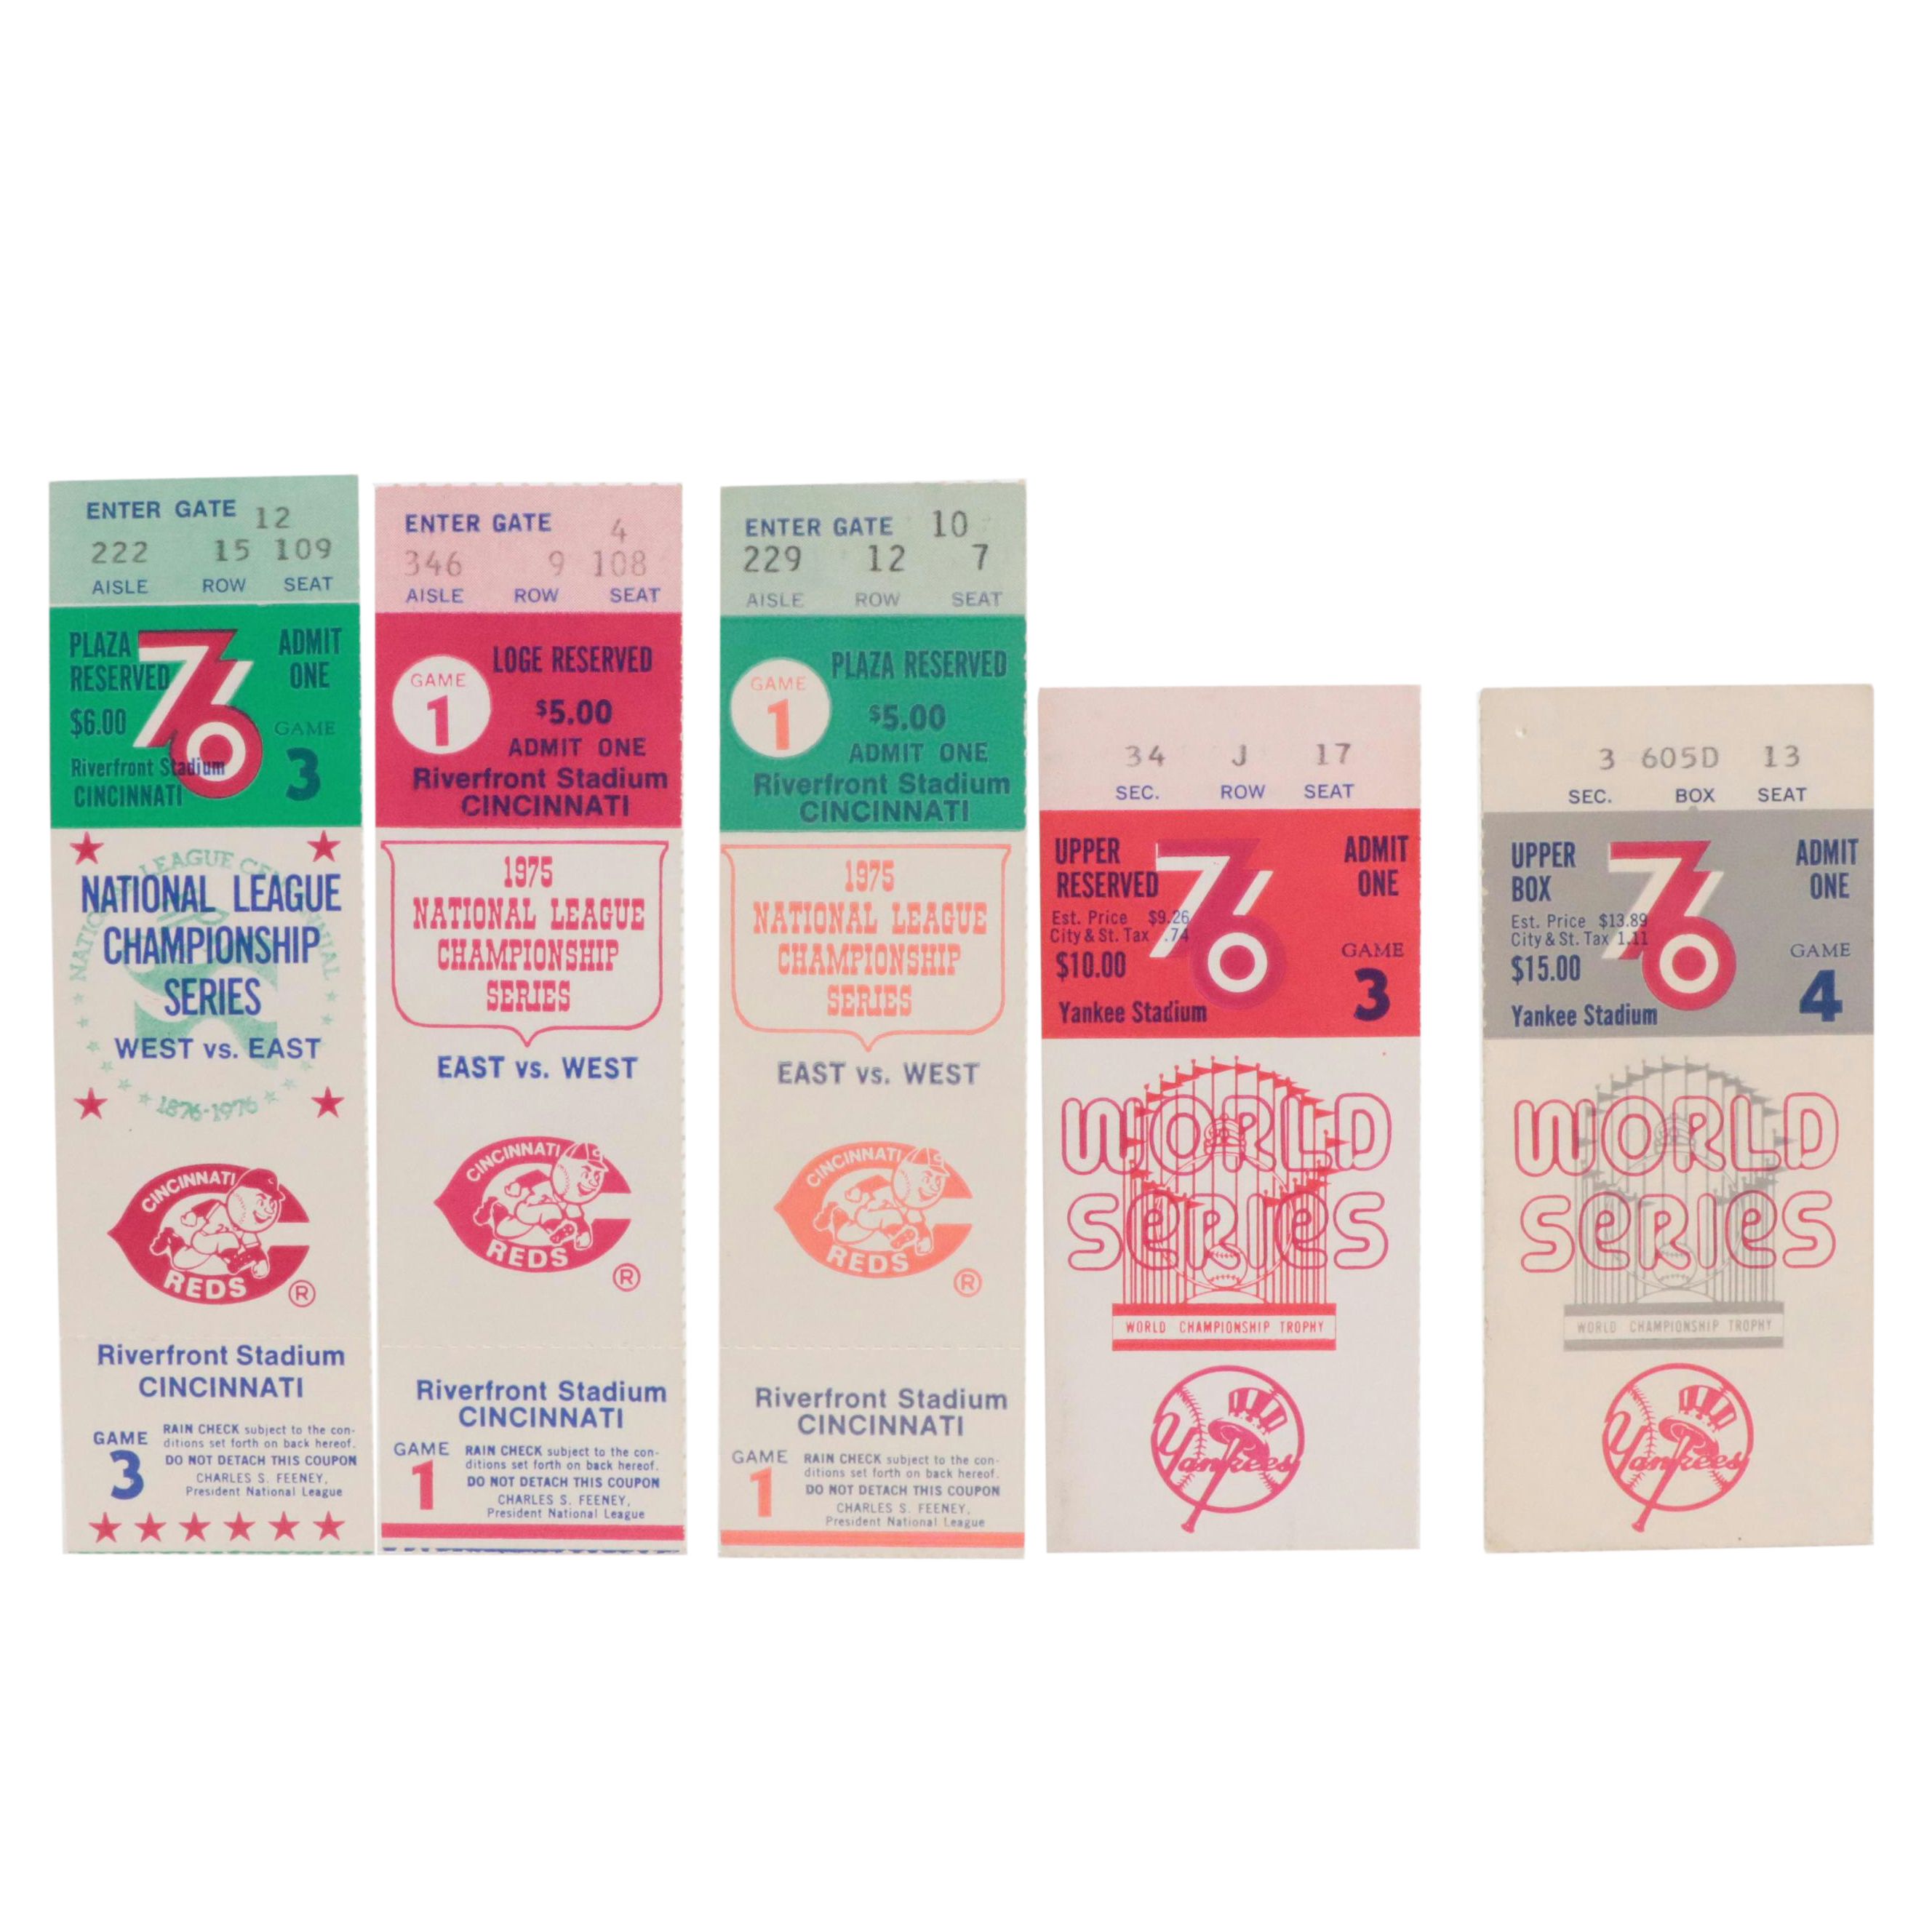 ENTER GATE 12
222 15 109
AISLE ROW SEAT
PLAZA
RESERVED
$6.00
76
ADMIT
ONE
GAME
3
Riverfront Stadium
CINCINNATI
NATIONAL LEAGUE CENTENNIAL
NATIONAL LEAGUE
CHAMPIONSHIP
SERIES
WEST vs. EAST
1876-1976
CINCINNATI
REDS
®
Riverfront Stadium
CINCINNATI
GAME
3
RAIN CHECK subject to the con-
ditions set forth on back hereof.
DO NOT DETACH THIS COUPON
CHARLES S. FEENEY,
President National League
ENTER GATE 4
346 9 108
AISLE ROW SEAT
GAME
1
LOGE RESERVED
$5.00
ADMIT ONE
Riverfront Stadium
CINCINNATI
1975
NATIONAL LEAGUE
CHAMPIONSHIP
SERIES
EAST vs. WEST
CINCINNATI
REDS
®
Riverfront Stadium
CINCINNATI
GAME
1
RAIN CHECK subject to the con-
ditions set forth on back hereof.
DO NOT DETACH THIS COUPON
CHARLES S. FEENEY,
President National League
ENTER GATE 10
229 12 7
AISLE ROW SEAT
GAME
1
PLAZA RESERVED
$5.00
ADMIT ONE
Riverfront Stadium
CINCINNATI
1975
NATIONAL LEAGUE
CHAMPIONSHIP
SERIES
EAST vs. WEST
CINCINNATI
REDS
®
Riverfront Stadium
CINCINNATI
GAME
1
RAIN CHECK subject to the con-
ditions set forth on back hereof.
DO NOT DETACH THIS COUPON
CHARLES S. FEENEY,
President National League
34 J 17
SEC. ROW SEAT
UPPER
RESERVED
Est. Price $9.26
City & St. Tax .74
$10.00
Yankee Stadium
76
ADMIT
ONE
GAME
3
WORLD
SERIES
WORLD CHAMPIONSHIP TROPHY
Yankees
3 605D 13
SEC. BOX SEAT
UPPER
BOX
Est. Price $13.89
City & St. Tax 1.11
$15.00
Yankee Stadium
76
ADMIT
ONE
GAME
4
WORLD
SERIES
WORLD CHAMPIONSHIP TROPHY
Yankees